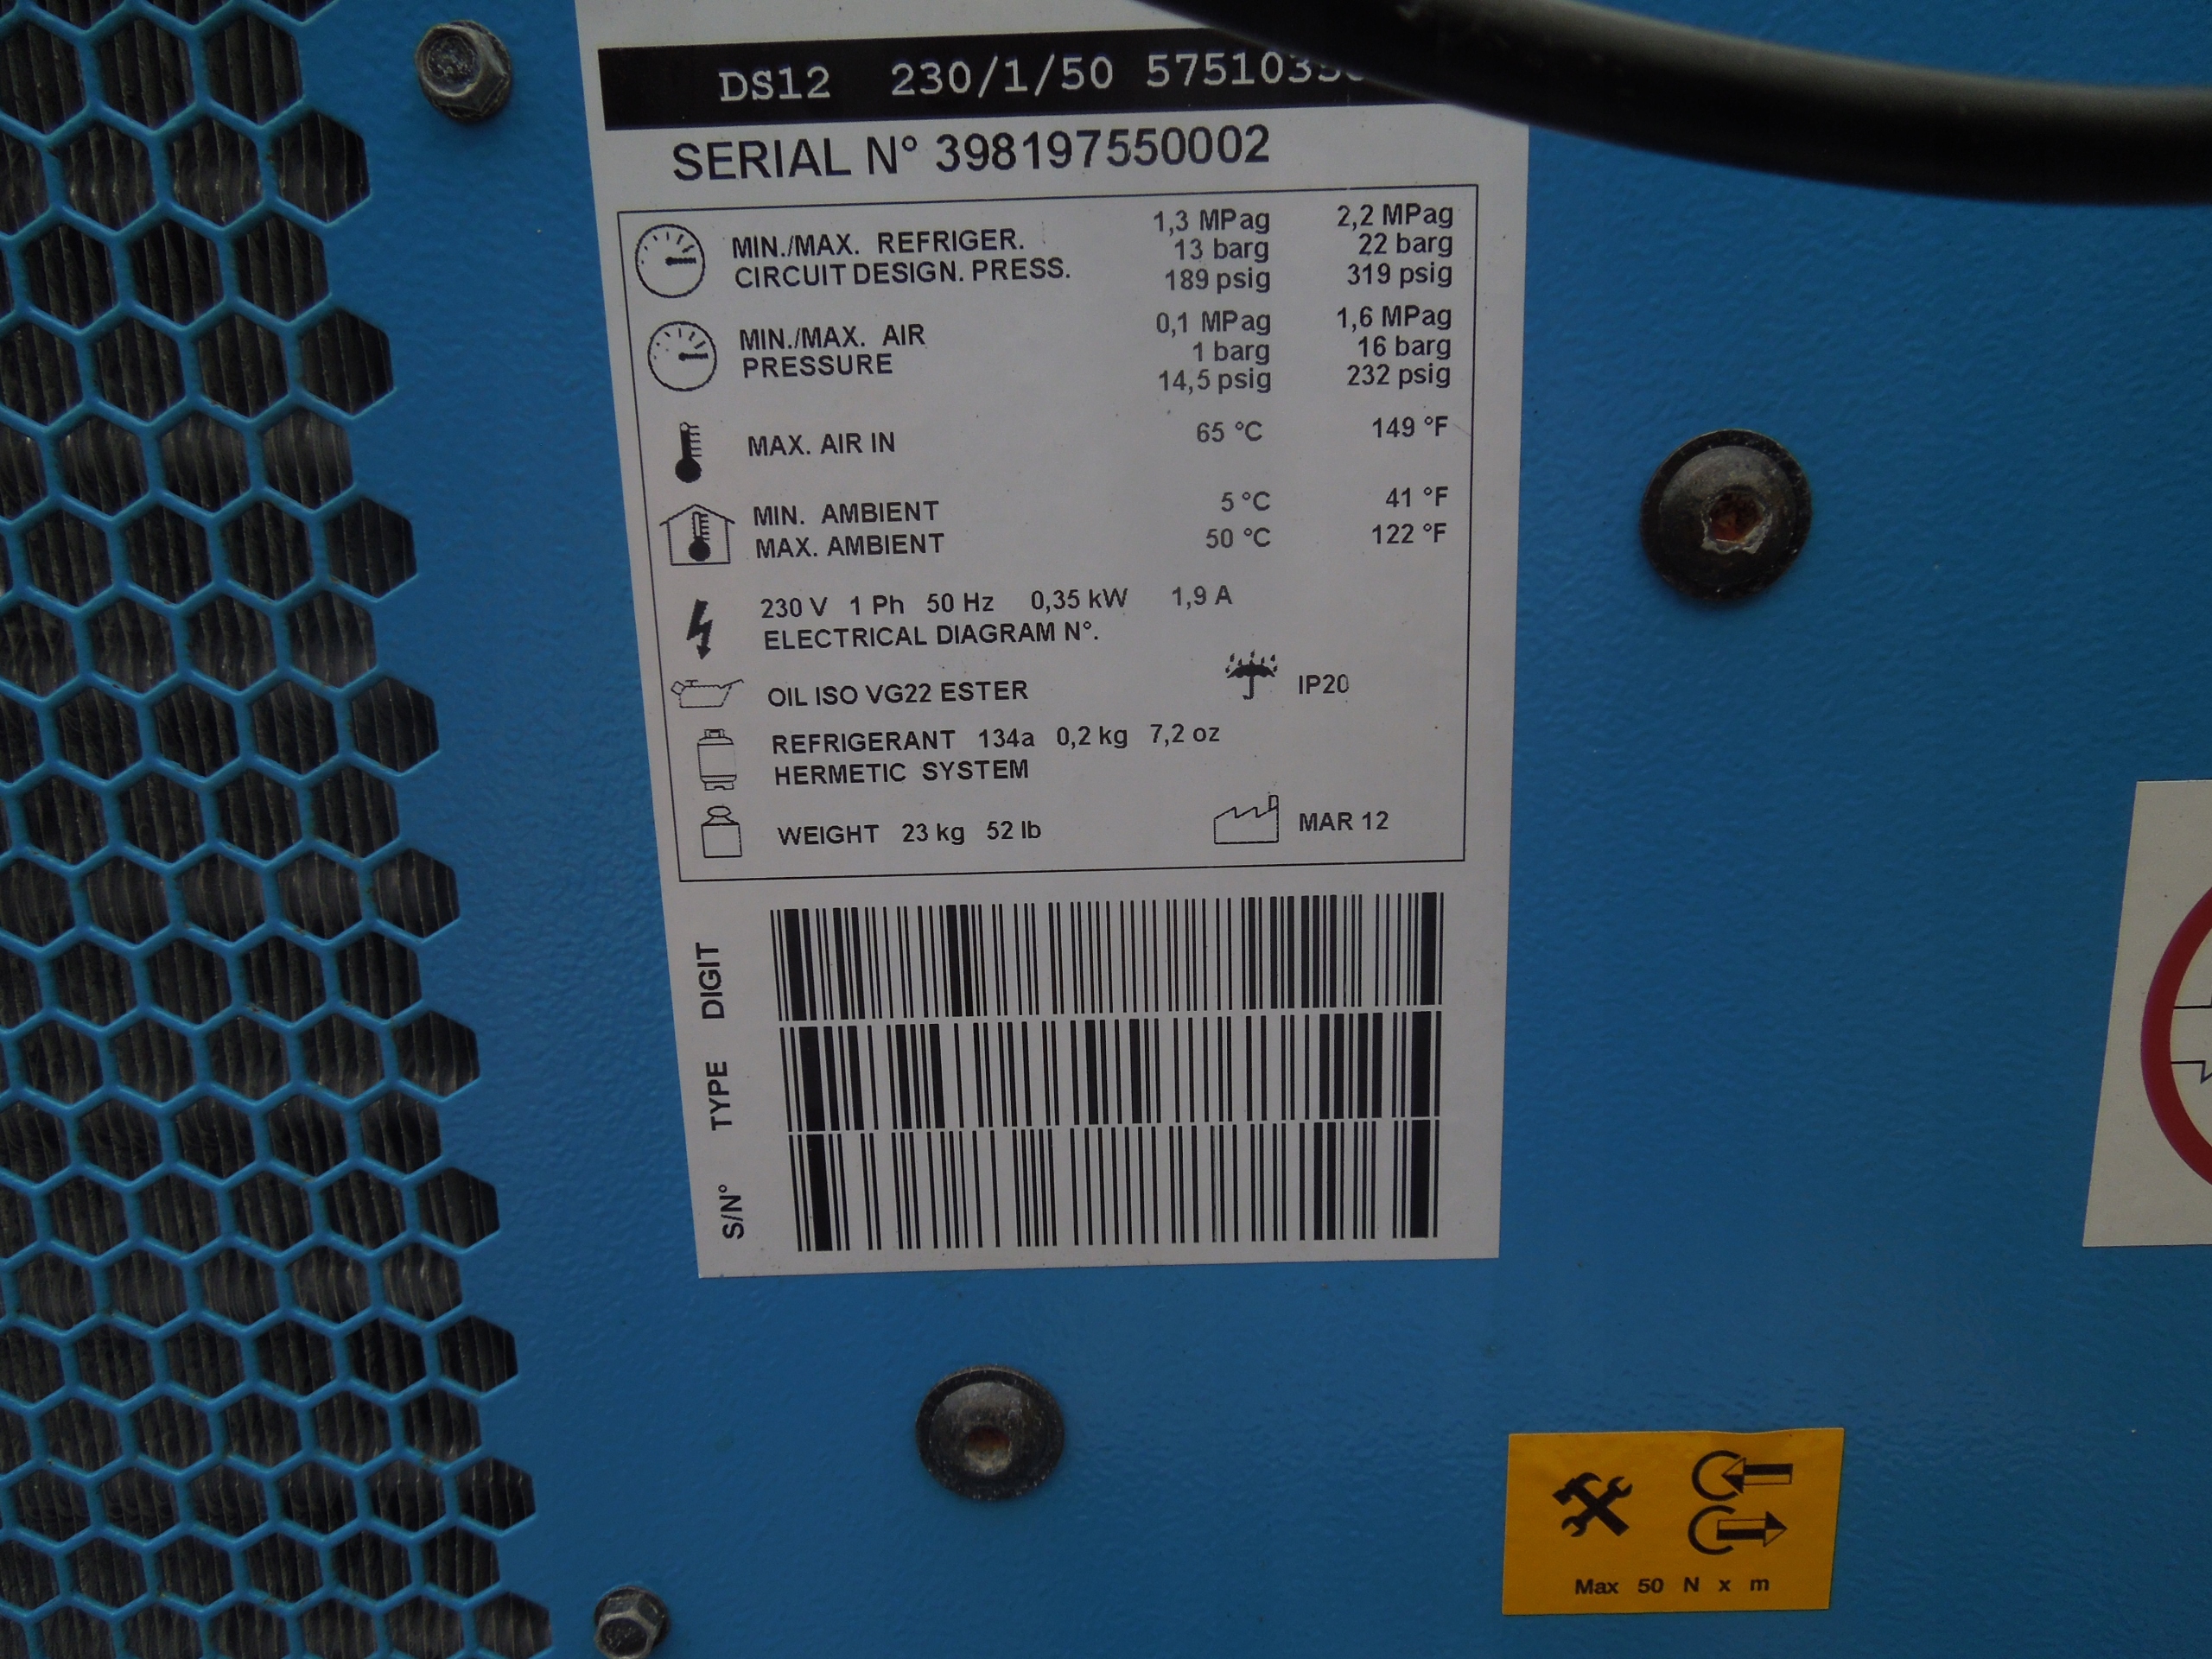 DS12 230/1/50
SERIAL N° 398197550002
MIN./MAX. REFRIGER. CIRCUIT DESIGN. PRESS.
1,3 MPag 2,2 MPag
13 barg 22 barg
189 psig 319 psig
MIN./MAX. AIR PRESSURE
0,1 MPag 1,6 MPag
1 barg 16 barg
14,5 psig 232 psig
MAX. AIR IN 65 °C 149 °F
MIN. AMBIENT 5 °C 41 °F
MAX. AMBIENT 50 °C 122 °F
230 V 1 Ph 50 Hz 0,35 kW 1,9 A
ELECTRICAL DIAGRAM N°.
OIL ISO VG22 ESTER IP20
REFRIGERANT 134a 0,2 kg 7,2 oz
HERMETIC SYSTEM
WEIGHT 23 kg 52 lb MAR 12
DIGIT
TYPE
S/N°
Max 50 N x m